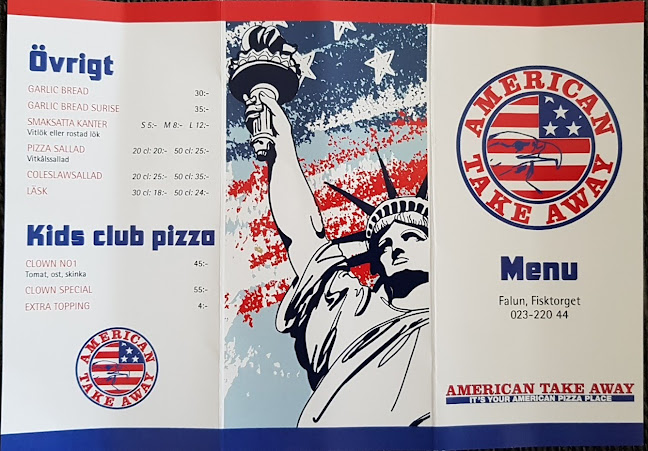 Övrigt
GARLIC BREAD 30:-
GARLIC BREAD SURISE 35:-
SMAKSATTA KANTER S 5:- M 8:- L 12:-
Vitlök eller rostad lök
PIZZA SALLAD 20 cl: 20:- 50 cl: 25:-
Vitkålssallad
COLESLAWSALLAD 20 cl: 25:- 50 cl: 35:-
LÄSK 30 cl: 18:- 50 cl: 24:-
Kids club pizza
CLOWN NO1 45:-
Tomat, ost, skinka
CLOWN SPECIAL 55:-
EXTRA TOPPING 4:-
AMERICAN
TAKE AWAY
AMERICAN
TAKE AWAY
Menu
Falun, Fisktorget
023-220 44
AMERICAN TAKE AWAY
IT'S YOUR AMERICAN PIZZA PLACE